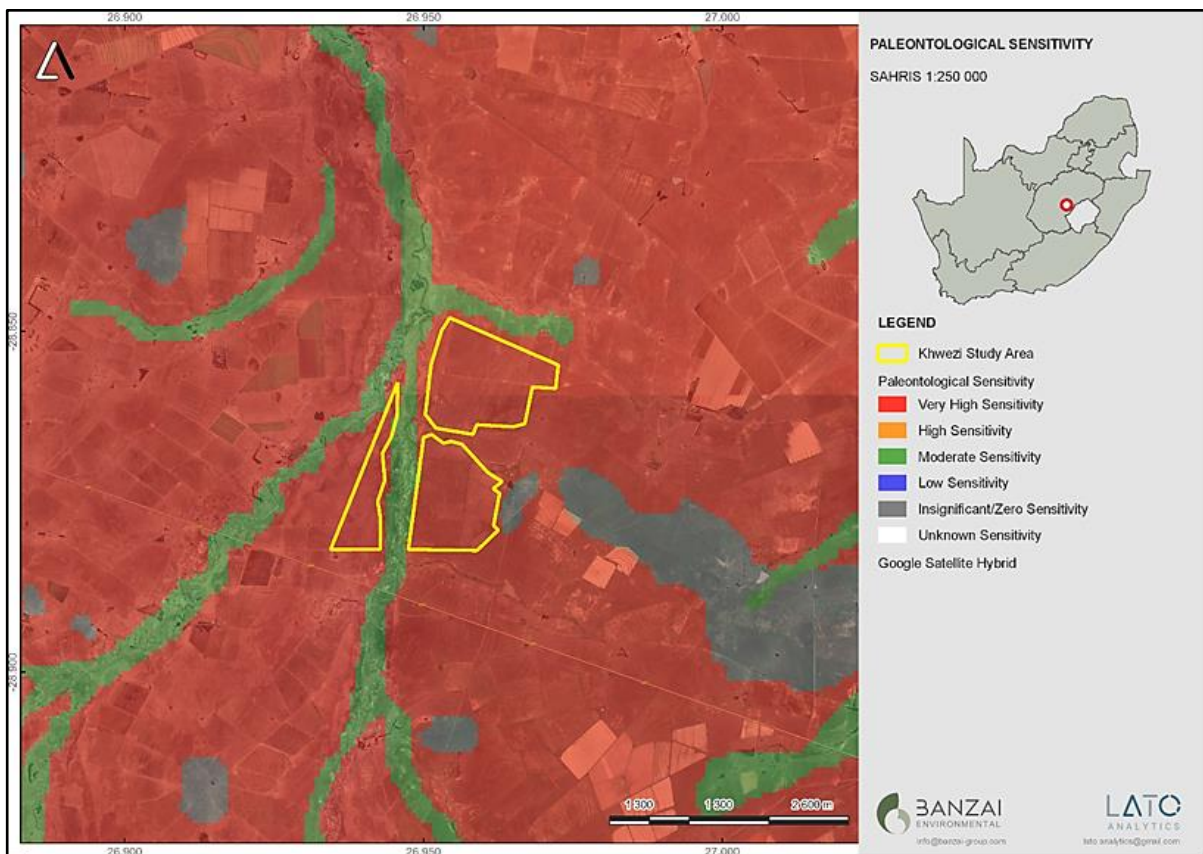 26.900
26.950
27.000
-28.850
-28.900
26.900
26.950
27.000
1 300
1 300
2 600 m
PALEONTOLOGICAL SENSITIVITY
SAHRIS 1:250 000
LEGEND
Khwezi Study Area
Paleontological Sensitivity
Very High Sensitivity
High Sensitivity
Moderate Sensitivity
Low Sensitivity
Insignificant/Zero Sensitivity
Unknown Sensitivity
Google Satellite Hybrid
BANZAI
ENVIRONMENTAL
info@banzai-group.com
LATO
ANALYTICS
lato.analytics@gmail.com